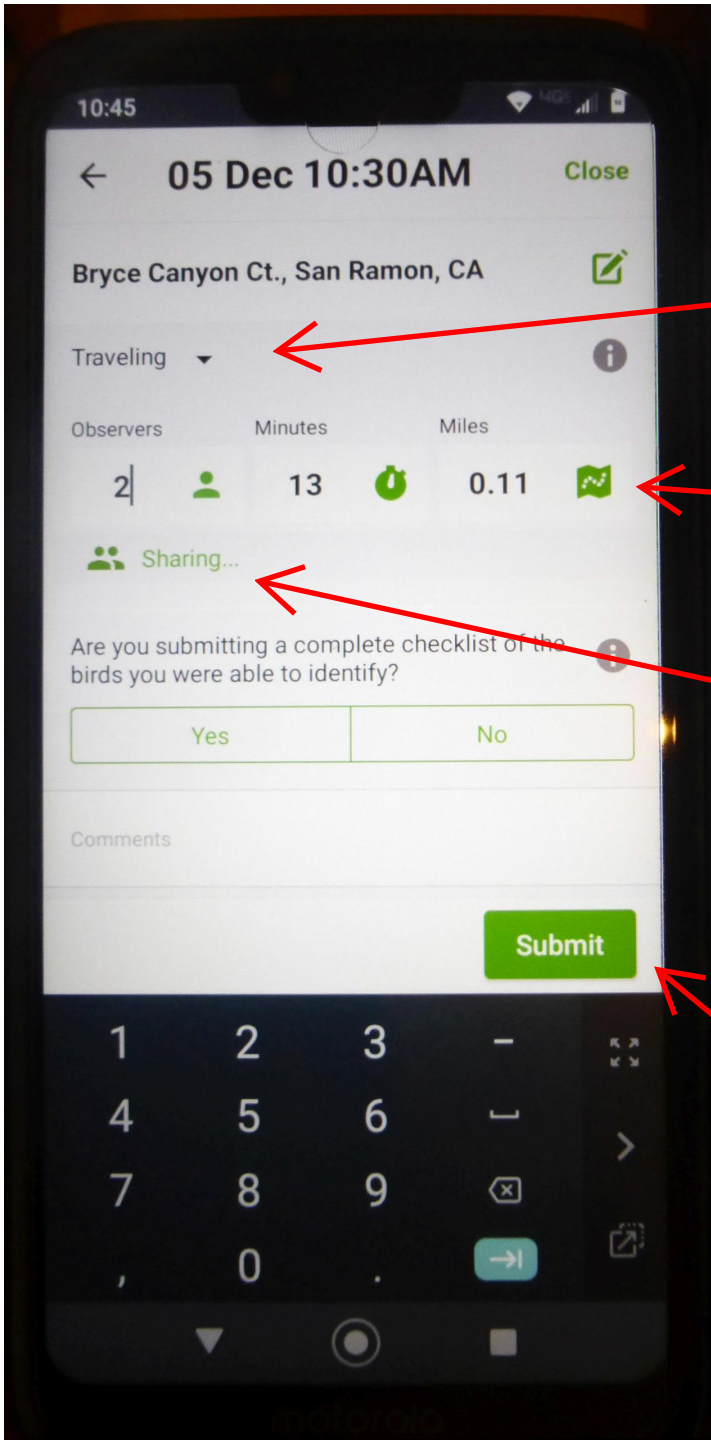 10:45
4G
05 Dec 10:30AM Close
Bryce Canyon Ct., San Ramon, CA
Traveling
Observers Minutes Miles
2 13 0.11
Sharing...
Are you submitting a complete checklist of the
birds you were able to identify?
Yes No
Comments
Submit
1 2 3 -
4 5 6
7 8 9
, 0 .
motorola